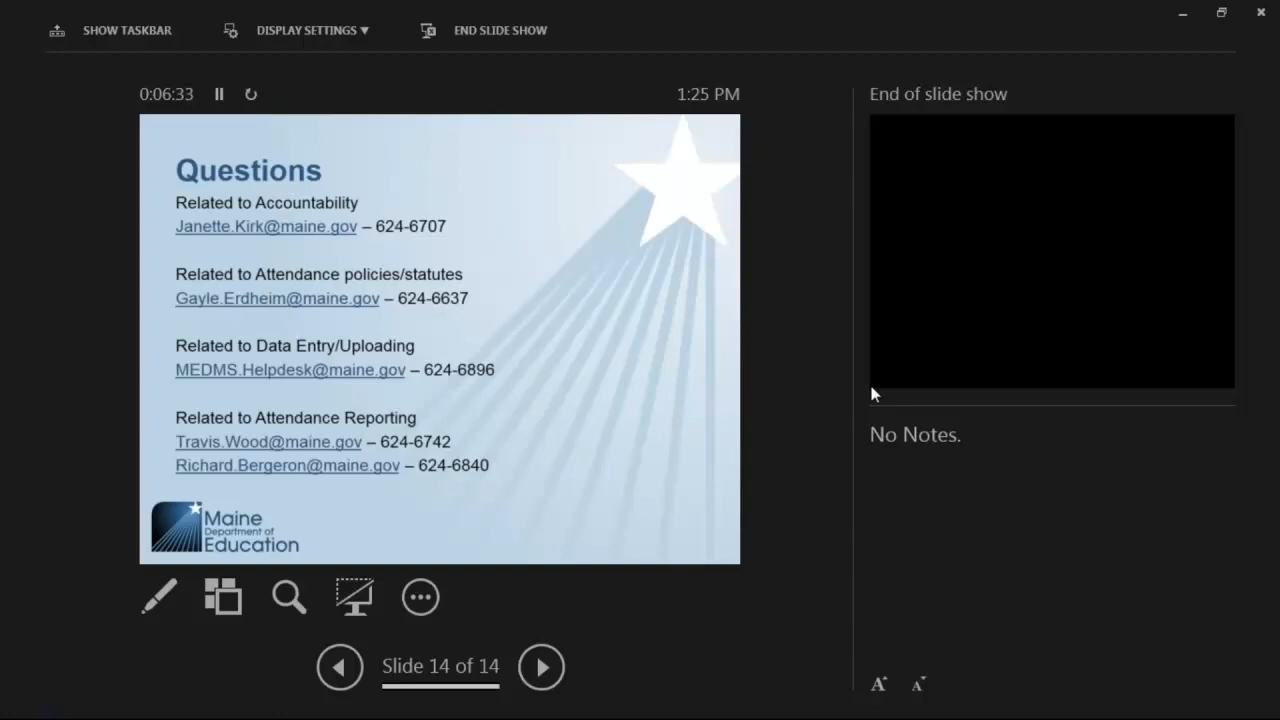 SHOW TASKBAR DISPLAY SETTINGS ▼ END SLIDE SHOW
0:06:33 1:25 PM
End of slide show
Questions
Related to Accountability
Janette.Kirk@maine.gov – 624-6707
Related to Attendance policies/statutes
Gayle.Erdheim@maine.gov – 624-6637
Related to Data Entry/Uploading
MEDMS.Helpdesk@maine.gov – 624-6896
Related to Attendance Reporting
Travis.Wood@maine.gov – 624-6742
Richard.Bergeron@maine.gov – 624-6840
Maine
Department of
Education
No Notes.
Slide 14 of 14
A A